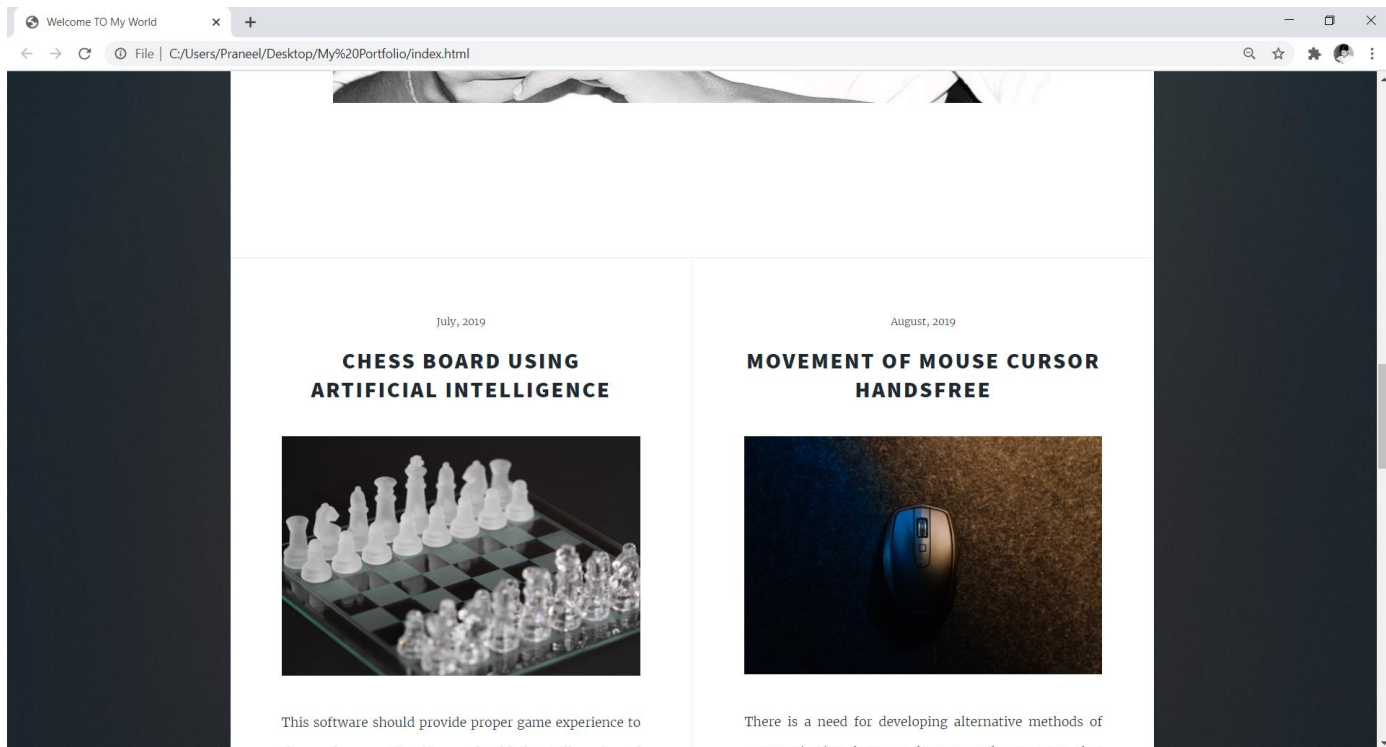 Welcome TO My World
File | C:/Users/Praneel/Desktop/My%20Portfolio/index.html
July, 2019
CHESS BOARD USING
ARTIFICIAL INTELLIGENCE
This software should provide proper game experience to
August, 2019
MOVEMENT OF MOUSE CURSOR
HANDSFREE
There is a need for developing alternative methods of